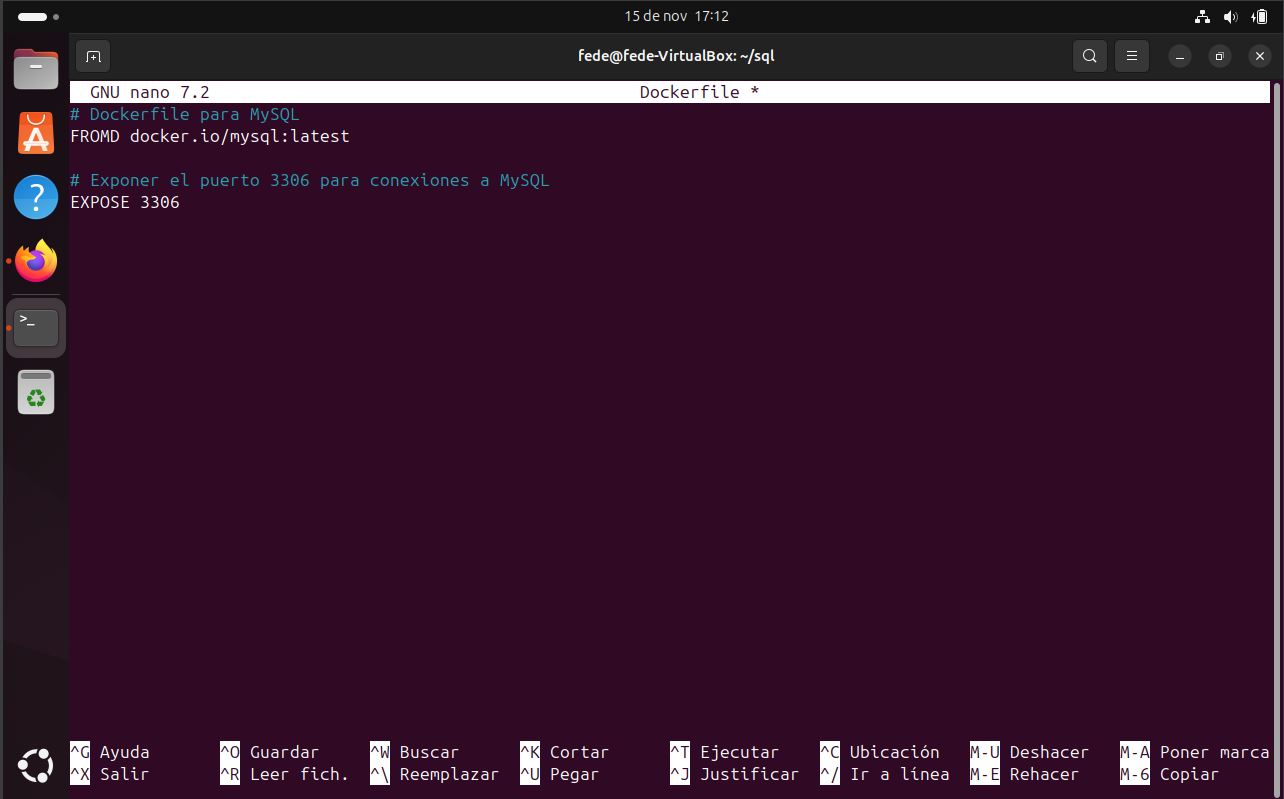 15 de nov 17:12
fede@fede-VirtualBox: ~/sql
GNU nano 7.2 Dockerfile *
# Dockerfile para MySQL
FROMD docker.io/mysql:latest
# Exponer el puerto 3306 para conexiones a MySQL
EXPOSE 3306
^G Ayuda ^O Guardar ^W Buscar ^K Cortar ^T Ejecutar ^C Ubicación M-U Deshacer M-A Poner marca
^X Salir ^R Leer fich. ^\ Reemplazar ^U Pegar ^J Justificar ^/ Ir a línea M-E Rehacer M-6 Copiar